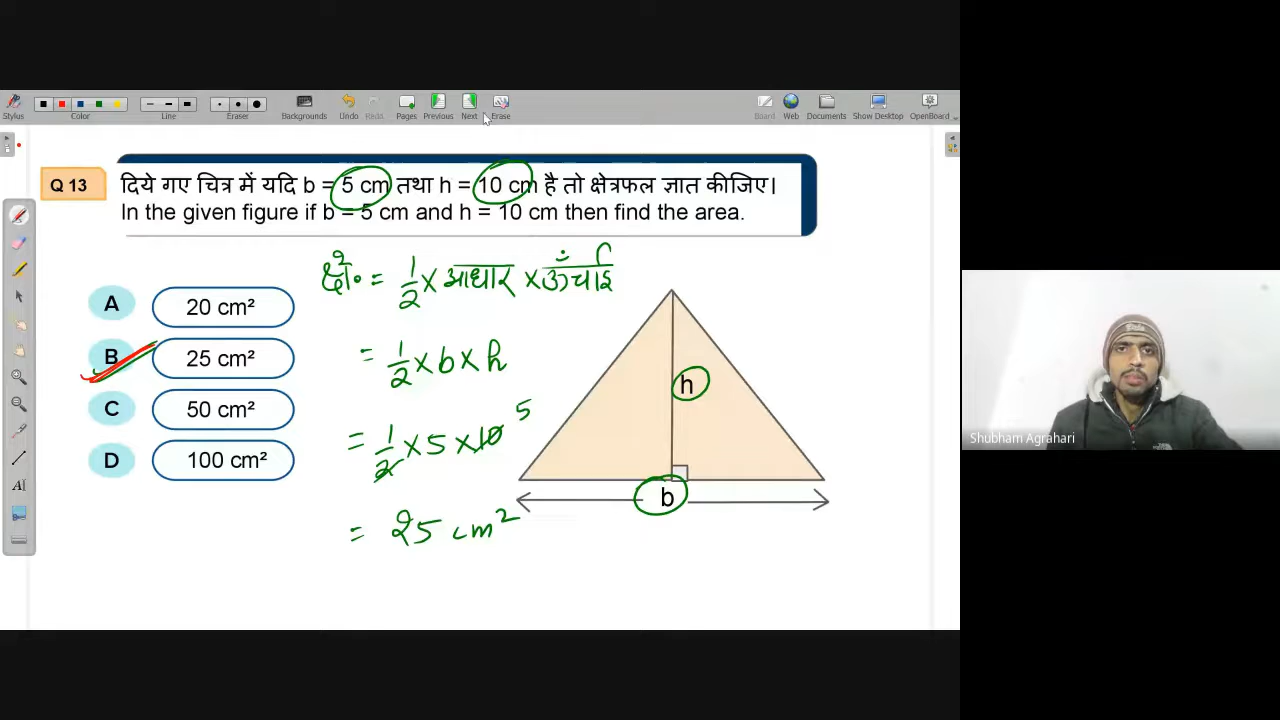 Stylus
Color
Line
Eraser
Backgrounds
Undo
Redo
Pages
Previous
Next
Erase
Board
Web
Documents
Show Desktop
OpenBoard
Q 13
दिये गए चित्र में यदि b = 5 cm तथा h = 10 cm है तो क्षेत्रफल ज्ञात कीजिए।
In the given figure if b = 5 cm and h = 10 cm then find the area.
A
20 cm²
B
25 cm²
C
50 cm²
D
100 cm²
= 1/2 × आधार × ऊंचाई
= 1/2 × b × h
= 1/2 × 5 × 10 5
= 25 cm²
h
b
Shubham Agrahari